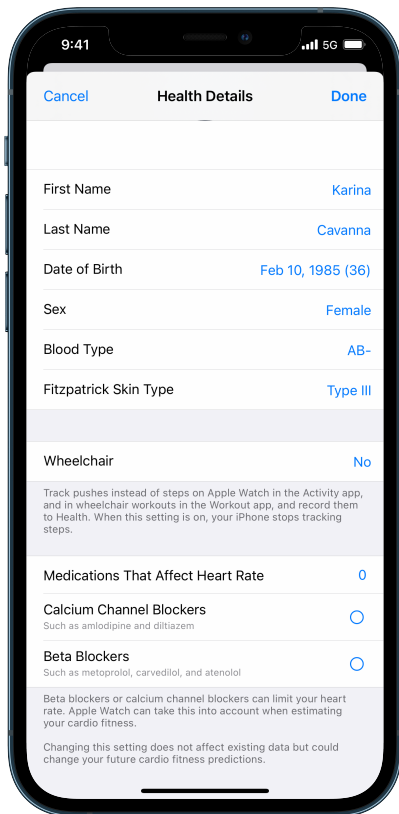 9:41 5G
Cancel Health Details Done
First Name Karina
Last Name Cavanna
Date of Birth Feb 10, 1985 (36)
Sex Female
Blood Type AB-
Fitzpatrick Skin Type Type III
Wheelchair No
Track pushes instead of steps on Apple Watch in the Activity app,
and in wheelchair workouts in the Workout app, and record them
to Health. When this setting is on, your iPhone stops tracking
steps.
Medications That Affect Heart Rate 0
Calcium Channel Blockers
Such as amlodipine and diltiazem
Beta Blockers
Such as metoprolol, carvedilol, and atenolol
Beta blockers or calcium channel blockers can limit your heart
rate. Apple Watch can take this into account when estimating
your cardio fitness.
Changing this setting does not affect existing data but could
change your future cardio fitness predictions.